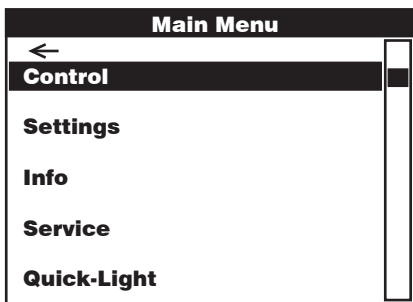 Main Menu
←
Control
Settings
Info
Service
Quick-Light